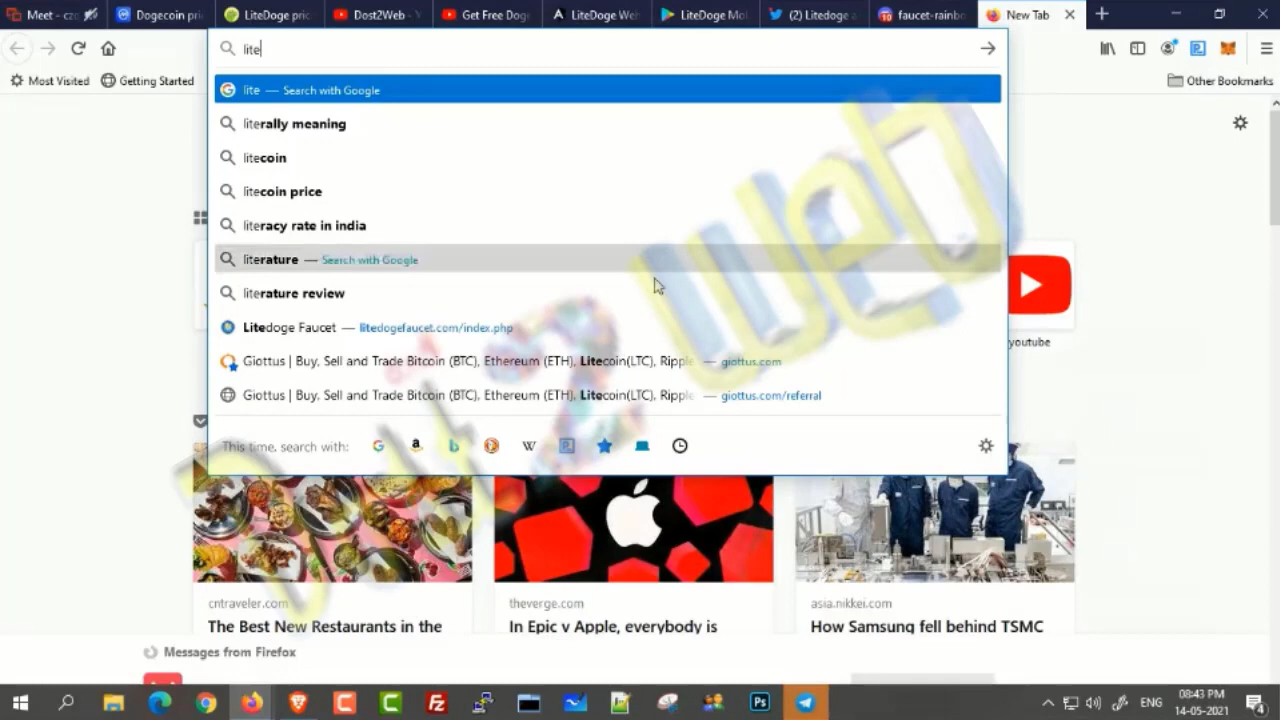 Meet - czo
Dogecoin pri
LiteDoge pric
Dost2Web - Y
Get Free Dog
LiteDoge Web
LiteDoge Mob
(2) Litedoge a
faucet-rainbo
New Tab
lite
Most Visited
Getting Started
Other Bookmarks
lite — Search with Google
literally meaning
litecoin
litecoin price
literacy rate in india
literature — Search with Google
literature review
Litedoge Faucet — litedogefaucet.com/index.php
Giottus | Buy, Sell and Trade Bitcoin (BTC), Ethereum (ETH), Litecoin(LTC), Ripple — giottus.com
Giottus | Buy, Sell and Trade Bitcoin (BTC), Ethereum (ETH), Litecoin(LTC), Ripple — giottus.com/referral
youtube
This time, search with:
cntraveler.com
theverge.com
asia.nikkei.com
The Best New Restaurants in the
In Epic v Apple, everybody is
How Samsung fell behind TSMC
Messages from Firefox
ENG
08:43 PM
14-05-2021